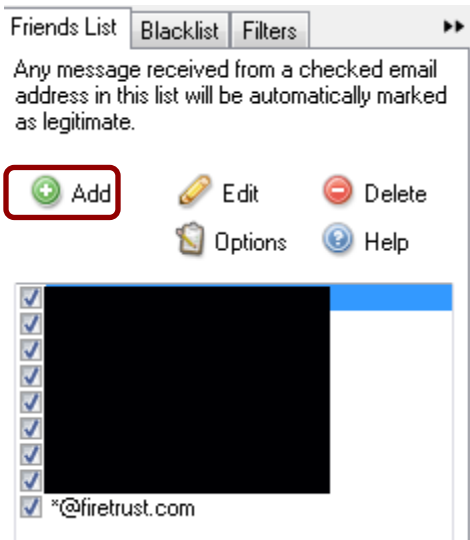 Friends List Blacklist Filters
Any message received from a checked email
address in this list will be automatically marked
as legitimate.
Add Edit Delete
Options Help
*@firetrust.com